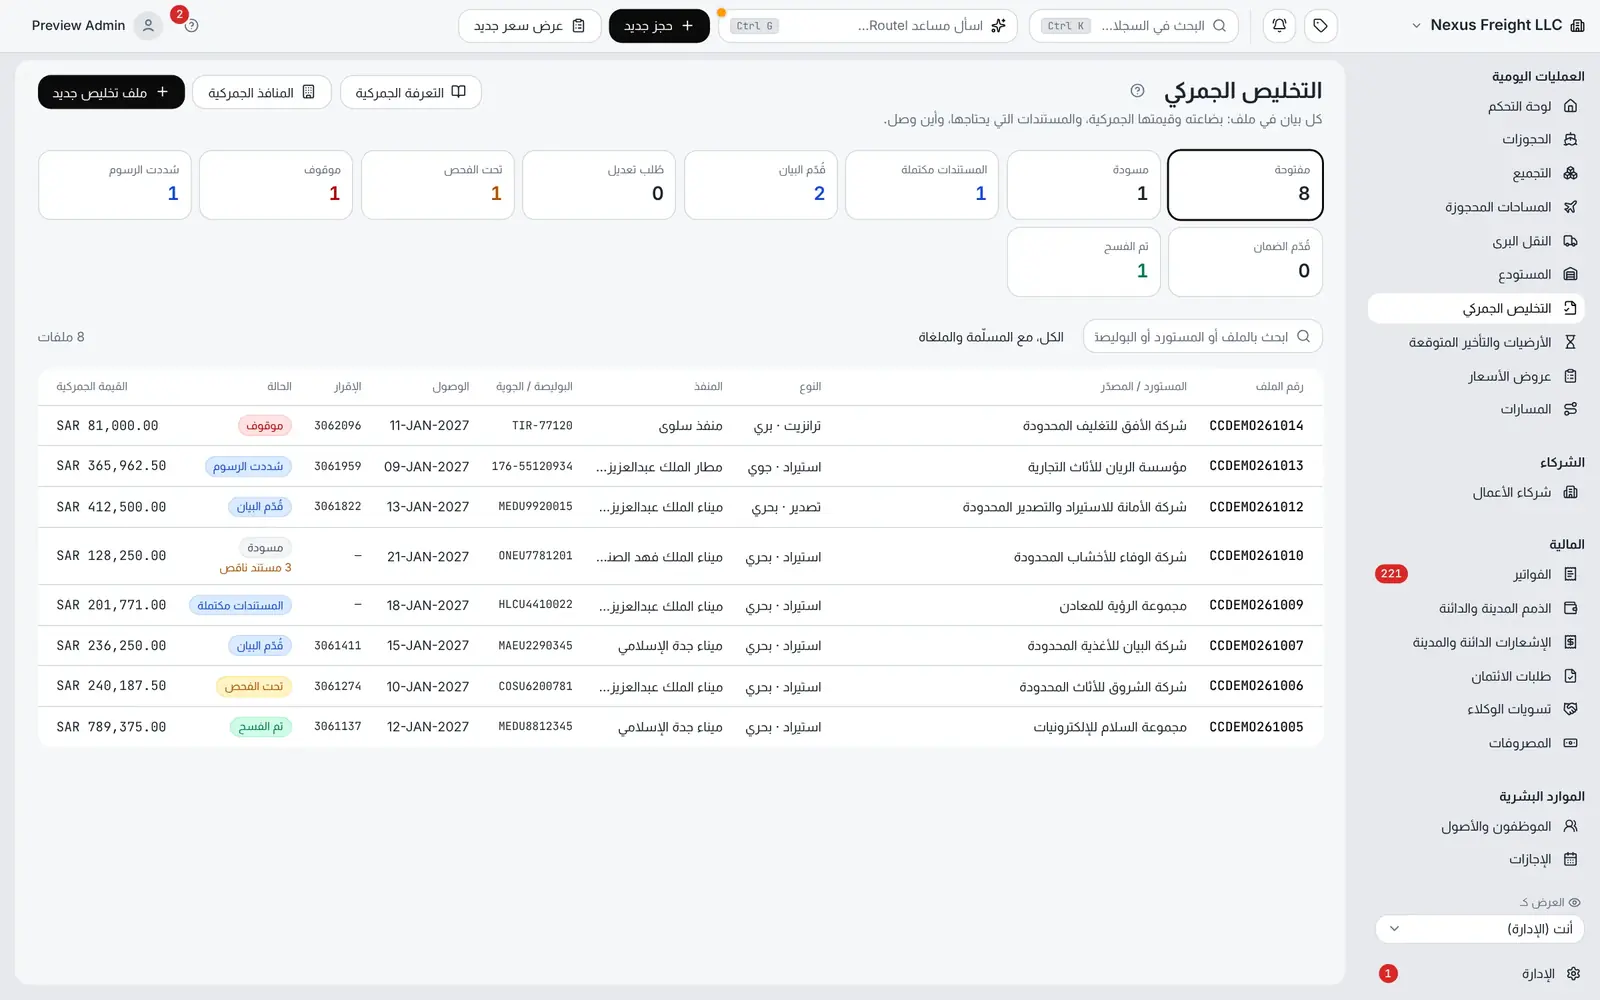 Nexus Freight LLC
البحث في السجلا... Ctrl K
اسأل مساعد Routel... Ctrl G
حجز جديد
عرض سعر جديد
2
Preview Admin
العمليات اليومية
لوحة التحكم
الحجوزات
التجميع
المساحات المحجوزة
النقل البري
المستودع
التخليص الجمركي
الأرضيات والتأخير المتوقعة
عروض الأسعار
المسارات
الشركاء
شركاء الأعمال
المالية
الفواتير 221
الذمم المدينة والدائنة
الإشعارات الدائنة والمدينة
طلبات الائتمان
تسويات الوكلاء
المصروفات
الموارد البشرية
الموظفون والأصول
الإجازات
العرض كـ
أنت (الإدارة)
الإدارة 1
التخليص الجمركي
كل بيان في ملف: بضاعته وقيمتها الجمركية، والمستندات التي يحتاجها، وأين وصل.
التعرفة الجمركية
المنافذ الجمركية
ملف تخليص جديد
مفتوحة
8
مسودة
1
المستندات مكتملة
1
قُدّم البيان
2
طُلب تعديل
0
تحت الفحص
1
موقوف
1
سُددت الرسوم
1
قُدّم الضمان
0
تم الفسح
1
ابحث بالملف أو المستورد أو البوليصة
الكل، مع المسلّمة والملغاة
8 ملفات
رقم الملف المستورد / المصدّر النوع المنفذ البوليصة / الجوية الوصول الإقرار الحالة القيمة الجمركية
CCDEMO261014 شركة الأفق للتغليف المحدودة ترانزيت · بري منفذ سلوى TIR-77120 11-JAN-2027 3062096 موقوف SAR 81,000.00
CCDEMO261013 مؤسسة الريان للأثاث التجارية استيراد · جوي مطار الملك عبدالعزيز... 176-55120934 09-JAN-2027 3061959 سُددت الرسوم SAR 365,962.50
CCDEMO261012 شركة الأمانة للاستيراد والتصدير المحدودة تصدير · بحري ميناء الملك عبدالعزيز... MEDU9920015 13-JAN-2027 3061822 قُدّم البيان SAR 412,500.00
CCDEMO261010 شركة الوفاء للأخشاب المحدودة استيراد · بحري ميناء الملك فهد الصنـ... ONEU7781201 21-JAN-2027 – مسودة SAR 128,250.00
3 مستند ناقص
CCDEMO261009 مجموعة الرؤية للمعادن استيراد · بحري ميناء الملك عبدالعزيز... HLCU4410022 18-JAN-2027 – المستندات مكتملة SAR 201,771.00
CCDEMO261007 شركة البيان للأغذية المحدودة استيراد · بحري ميناء جدة الإسلامي MAEU2290345 15-JAN-2027 3061411 قُدّم البيان SAR 236,250.00
CCDEMO261006 شركة الشروق للأثاث المحدودة استيراد · بحري ميناء الملك عبدالعزيز... COSU6200781 10-JAN-2027 3061274 تحت الفحص SAR 240,187.50
CCDEMO261005 مجموعة السلام للإلكترونيات استيراد · بحري ميناء جدة الإسلامي MEDU8812345 12-JAN-2027 3061137 تم الفسح SAR 789,375.00